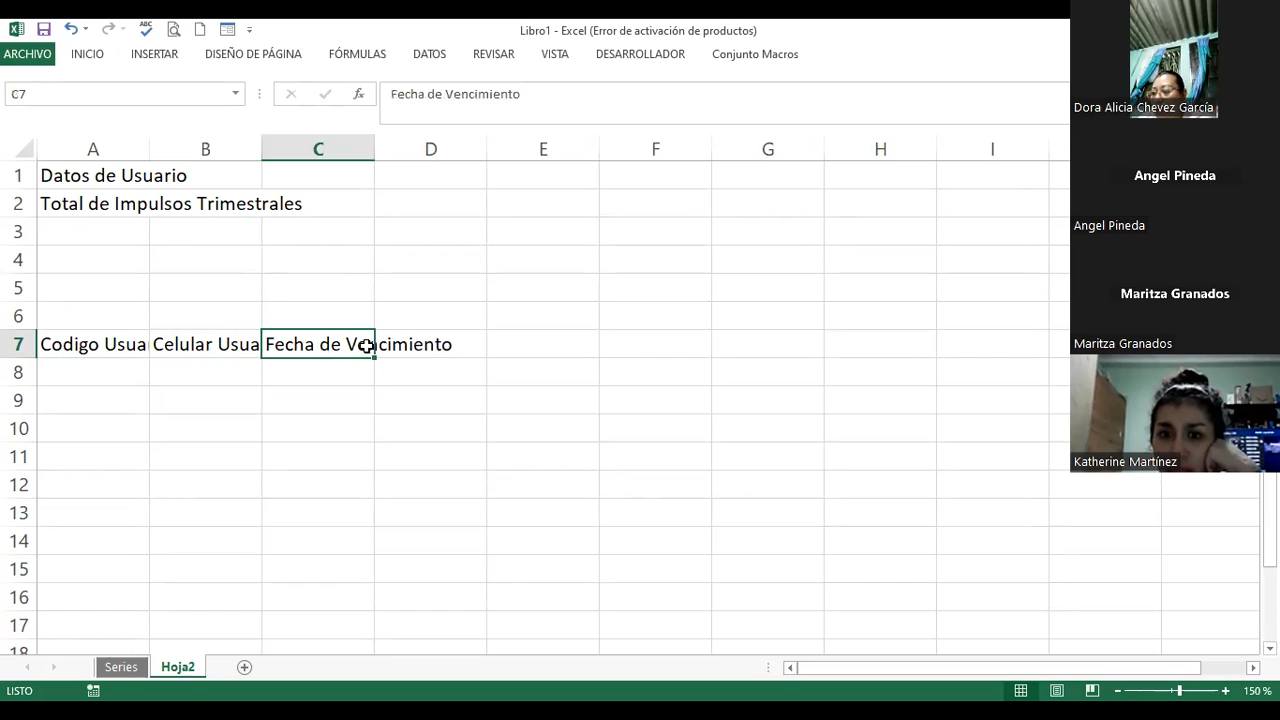 ABC
Libro1 - Excel (Error de activación de productos)
ARCHIVO INICIO INSERTAR DISEÑO DE PÁGINA FÓRMULAS DATOS REVISAR VISTA DESARROLLADOR Conjunto Macros
C7 fx Fecha de Vencimiento
A B C D E F G H I
1 Datos de Usuario
2 Total de Impulsos Trimestrales
3
4
5
6
7 Codigo Usua Celular Usua Fecha de Vencimiento
8
9
10
11
12
13
14
15
16
17
18
Series Hoja2
LISTO 150 %
Dora Alicia Chevez García
Angel Pineda
Angel Pineda
Maritza Granados
Maritza Granados
Katherine Martínez